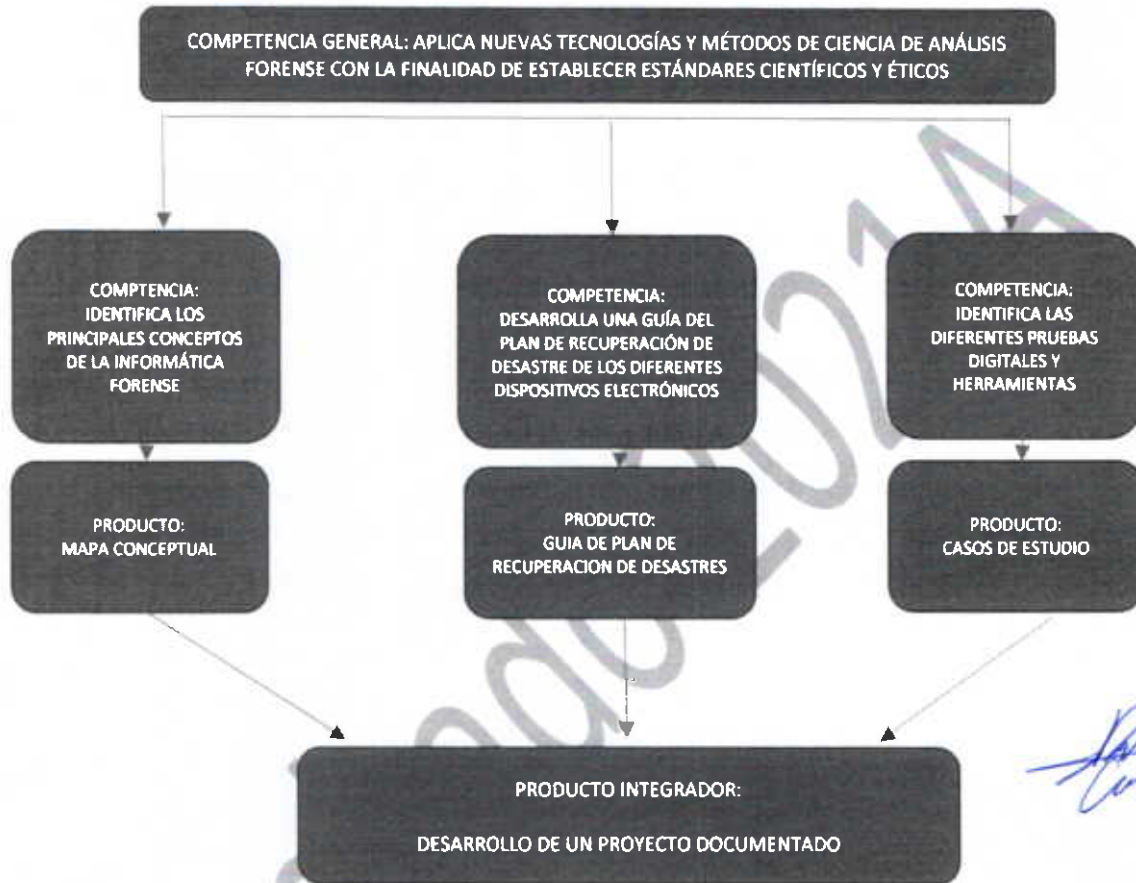 COMPETENCIA GENERAL: APLICA NUEVAS TECNOLOGÍAS Y MÉTODOS DE CIENCIA DE ANÁLISIS
FORENSE CON LA FINALIDAD DE ESTABLECER ESTÁNDARES CIENTÍFICOS Y ÉTICOS
COMPTENCIA:
IDENTIFICA LOS
PRINCIPALES CONCEPTOS
DE LA INFORMÁTICA
FORENSE
COMPETENCIA:
DESARROLLA UNA GUÍA DEL
PLAN DE RECUPERACIÓN DE
DESASTRE DE LOS DIFERENTES
DISPOSITIVOS ELECTRÓNICOS
COMPETENCIA:
IDENTIFICA LAS
DIFERENTES PRUEBAS
DIGITALES Y
HERRAMIENTAS
PRODUCTO:
MAPA CONCEPTUAL
PRODUCTO:
GUIA DE PLAN DE
RECUPERACION DE DESASTRES
PRODUCTO:
CASOS DE ESTUDIO
PRODUCTO INTEGRADOR:
DESARROLLO DE UN PROYECTO DOCUMENTADO